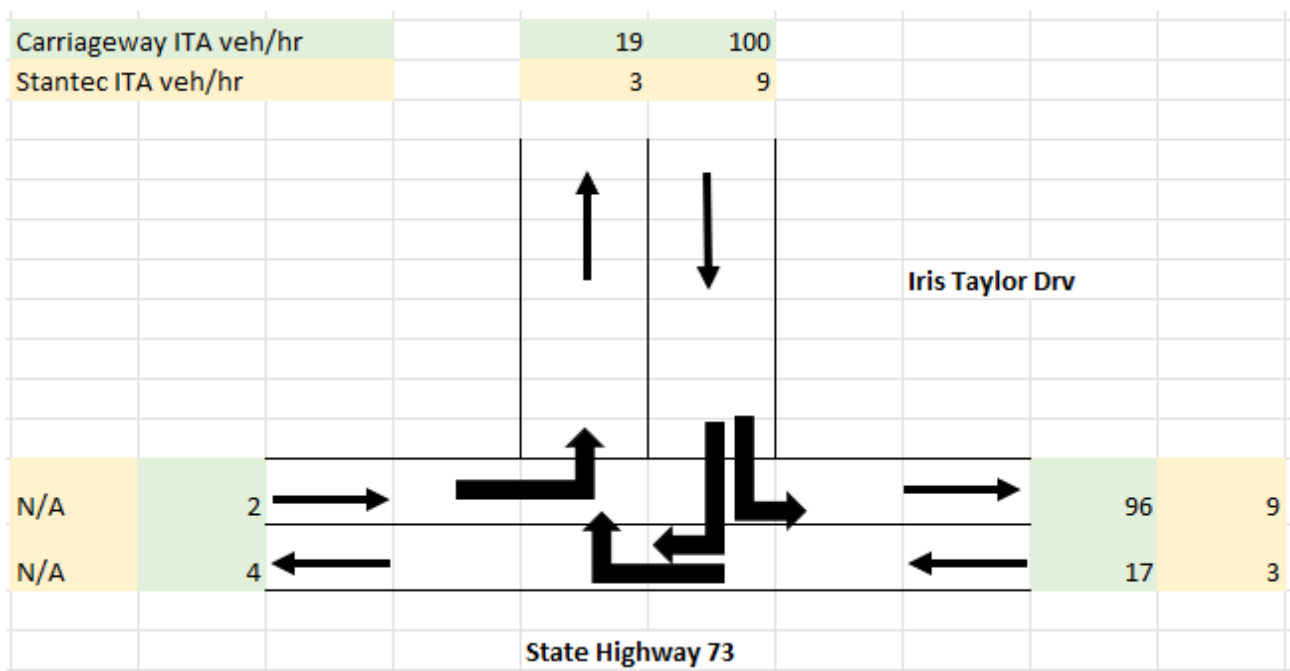 Carriageway ITA veh/hr 19 100
Stantec ITA veh/hr 3 9
Iris Taylor Drv
N/A 2 96 9
N/A 4 17 3
State Highway 73